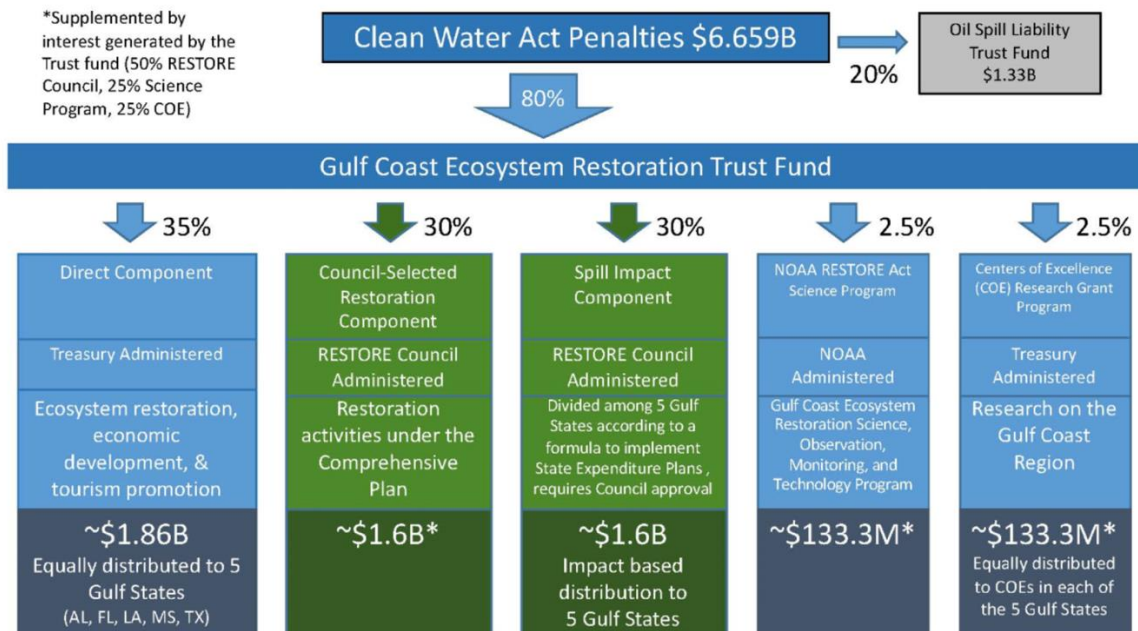 *Supplemented by
interest generated by the
Trust fund (50% RESTORE
Council, 25% Science
Program, 25% COE)
Clean Water Act Penalties $6.659B
20%
Oil Spill Liability
Trust Fund
$1.33B
80%
Gulf Coast Ecosystem Restoration Trust Fund
35%
30%
30%
2.5%
2.5%
Direct Component
Treasury Administered
Ecosystem restoration,
economic
development, &
tourism promotion
~$1.86B
Equally distributed to 5
Gulf States
(AL, FL, LA, MS, TX)
Council-Selected
Restoration
Component
RESTORE Council
Administered
Restoration
activities under the
Comprehensive
Plan
~$1.6B*
Spill Impact
Component
RESTORE Council
Administered
Divided among 5 Gulf
States according to a
formula to implement
State Expenditure Plans ,
requires Council approval
~$1.6B
Impact based
distribution to
5 Gulf States
NOAA RESTORE Act
Science Program
NOAA
Administered
Gulf Coast Ecosystem
Restoration Science,
Observation,
Monitoring, and
Technology Program
~$133.3M*
Centers of Excellence
(COE) Research Grant
Program
Treasury
Administered
Research on the
Gulf Coast
Region
~$133.3M*
Equally distributed
to COEs in each of
the 5 Gulf States